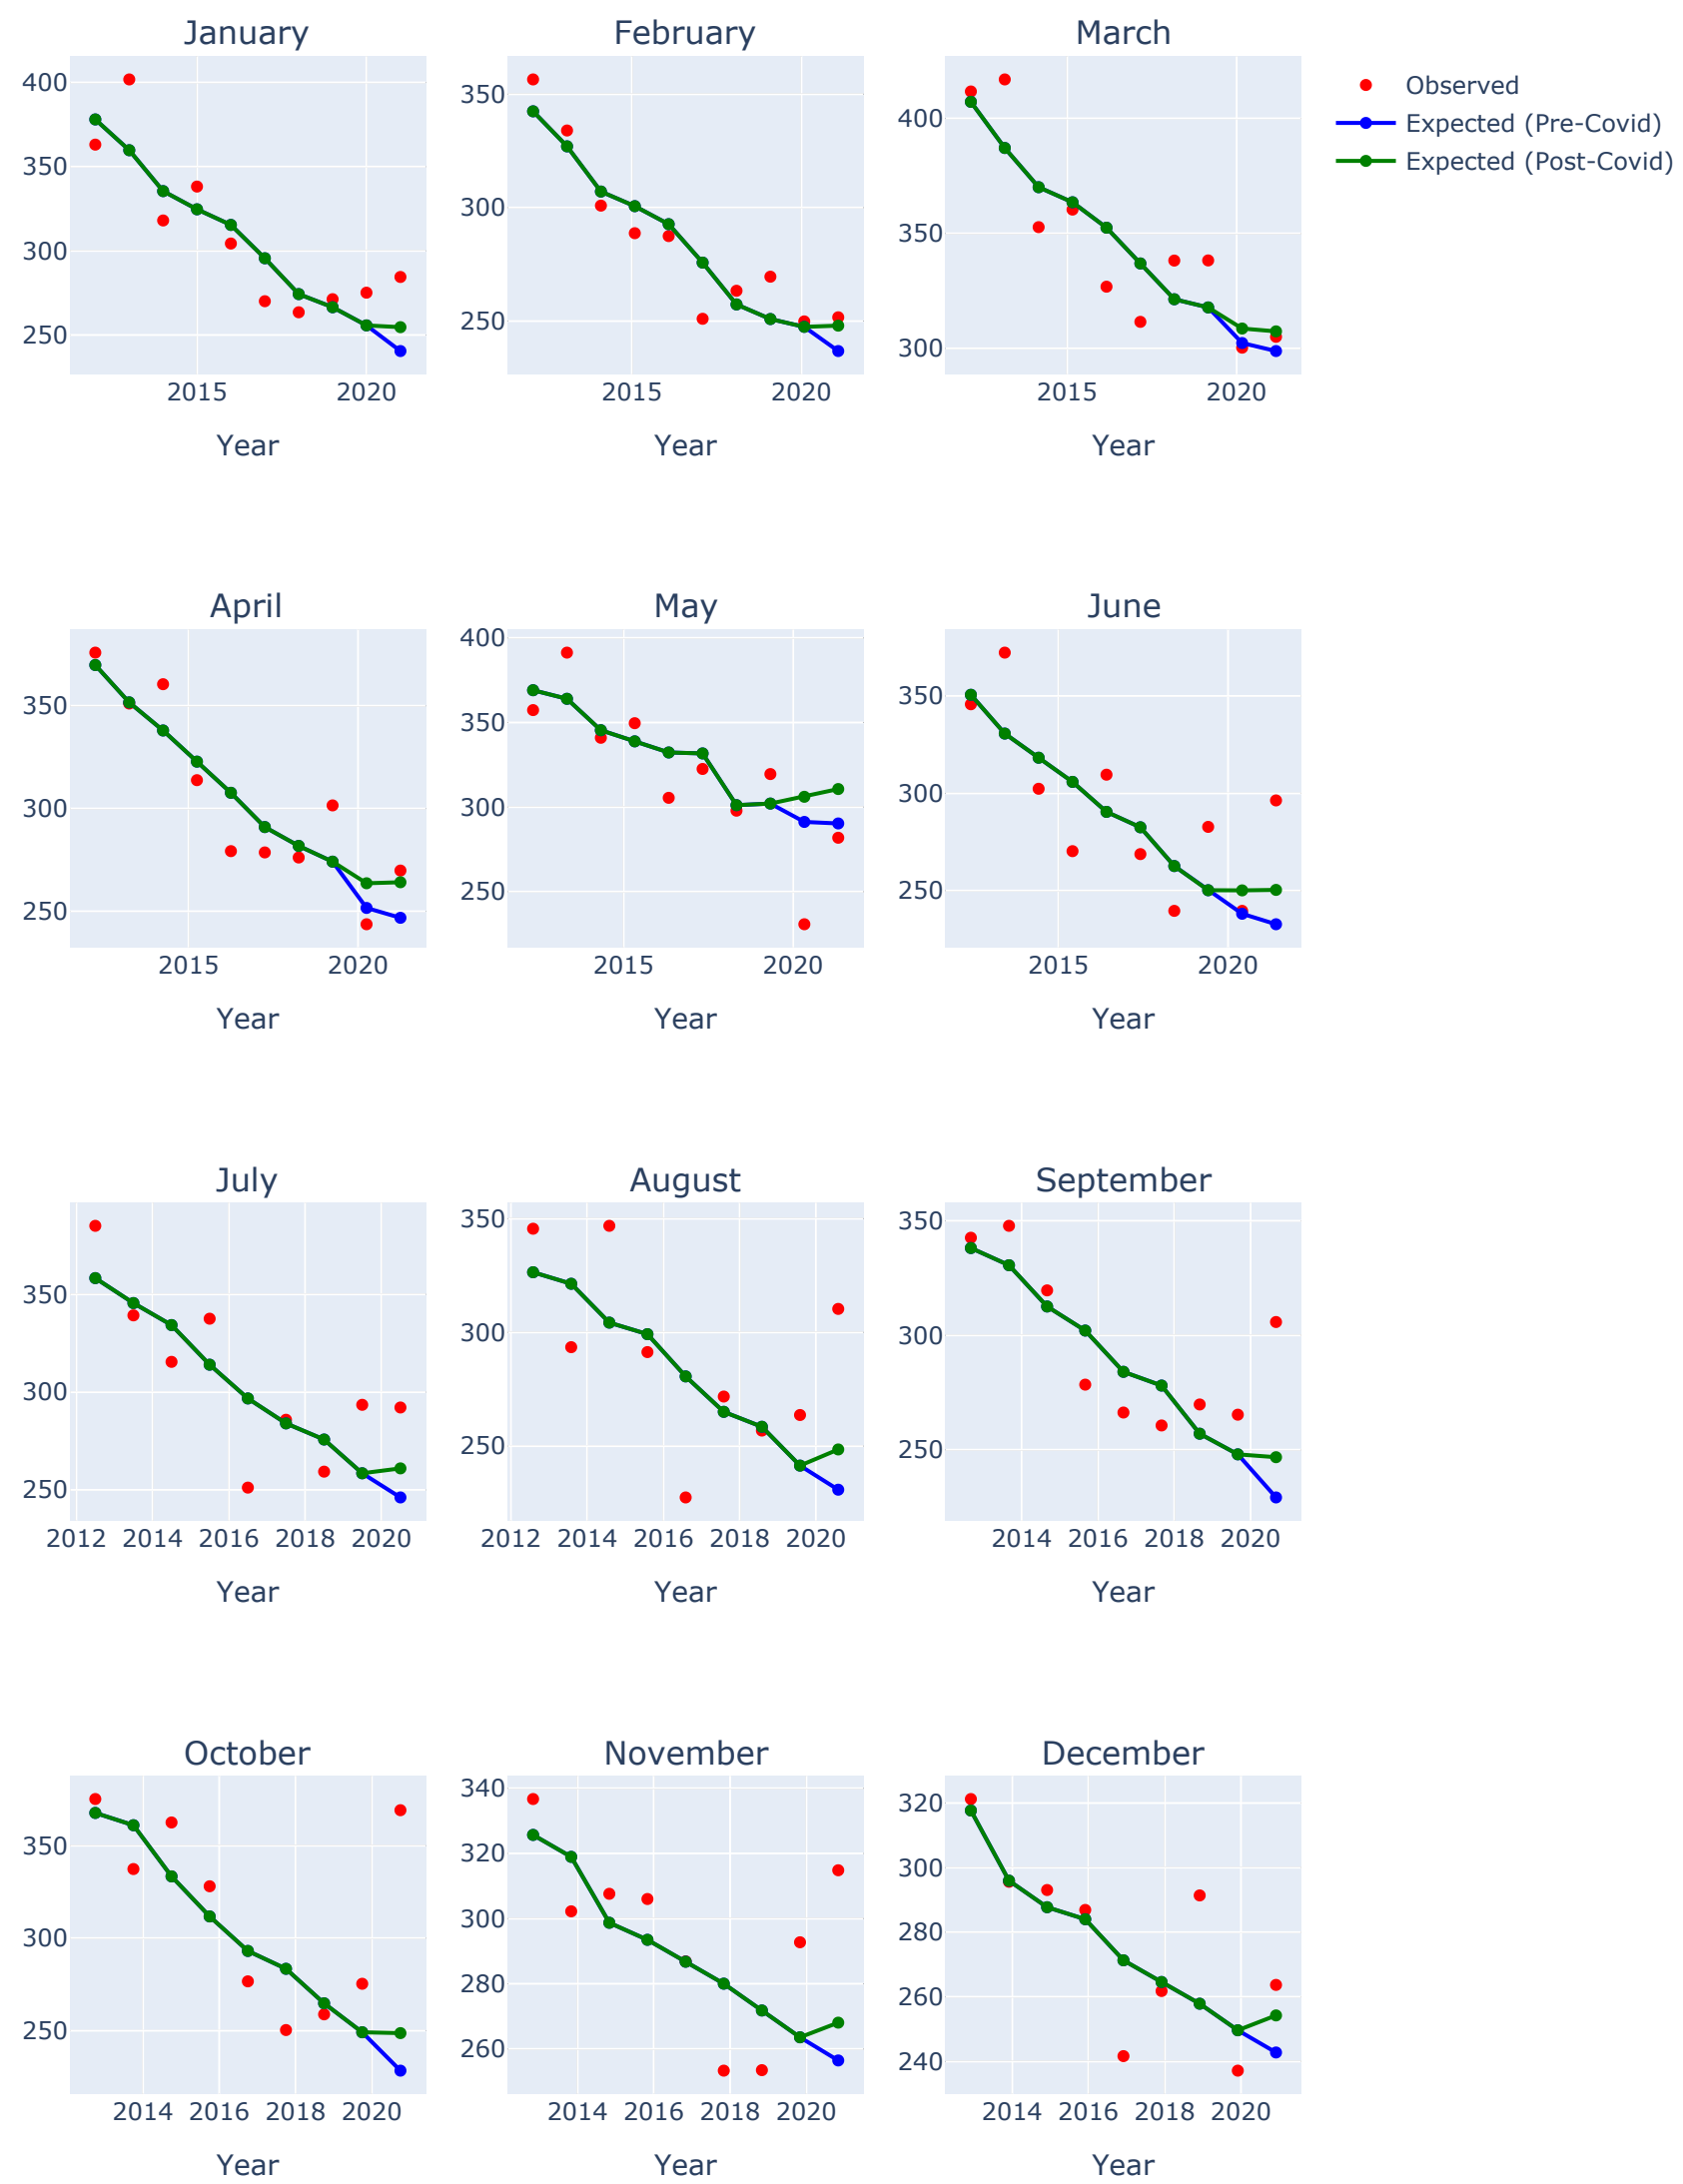 January
February
March
400
350
300
250
2015
2020
Year
350
300
250
2015
2020
Year
400
350
300
2015
2020
Year
Observed
Expected (Pre-Covid)
Expected (Post-Covid)
April
May
June
350
300
250
2015
2020
Year
400
350
300
250
2015
2020
Year
350
300
250
2015
2020
Year
July
August
September
350
300
250
2012
2014
2016
2018
2020
Year
350
300
250
2012
2014
2016
2018
2020
Year
350
300
250
2014
2016
2018
2020
Year
October
November
December
350
300
250
2014
2016
2018
2020
Year
340
320
300
280
260
2014
2016
2018
2020
Year
320
300
280
260
240
2014
2016
2018
2020
Year